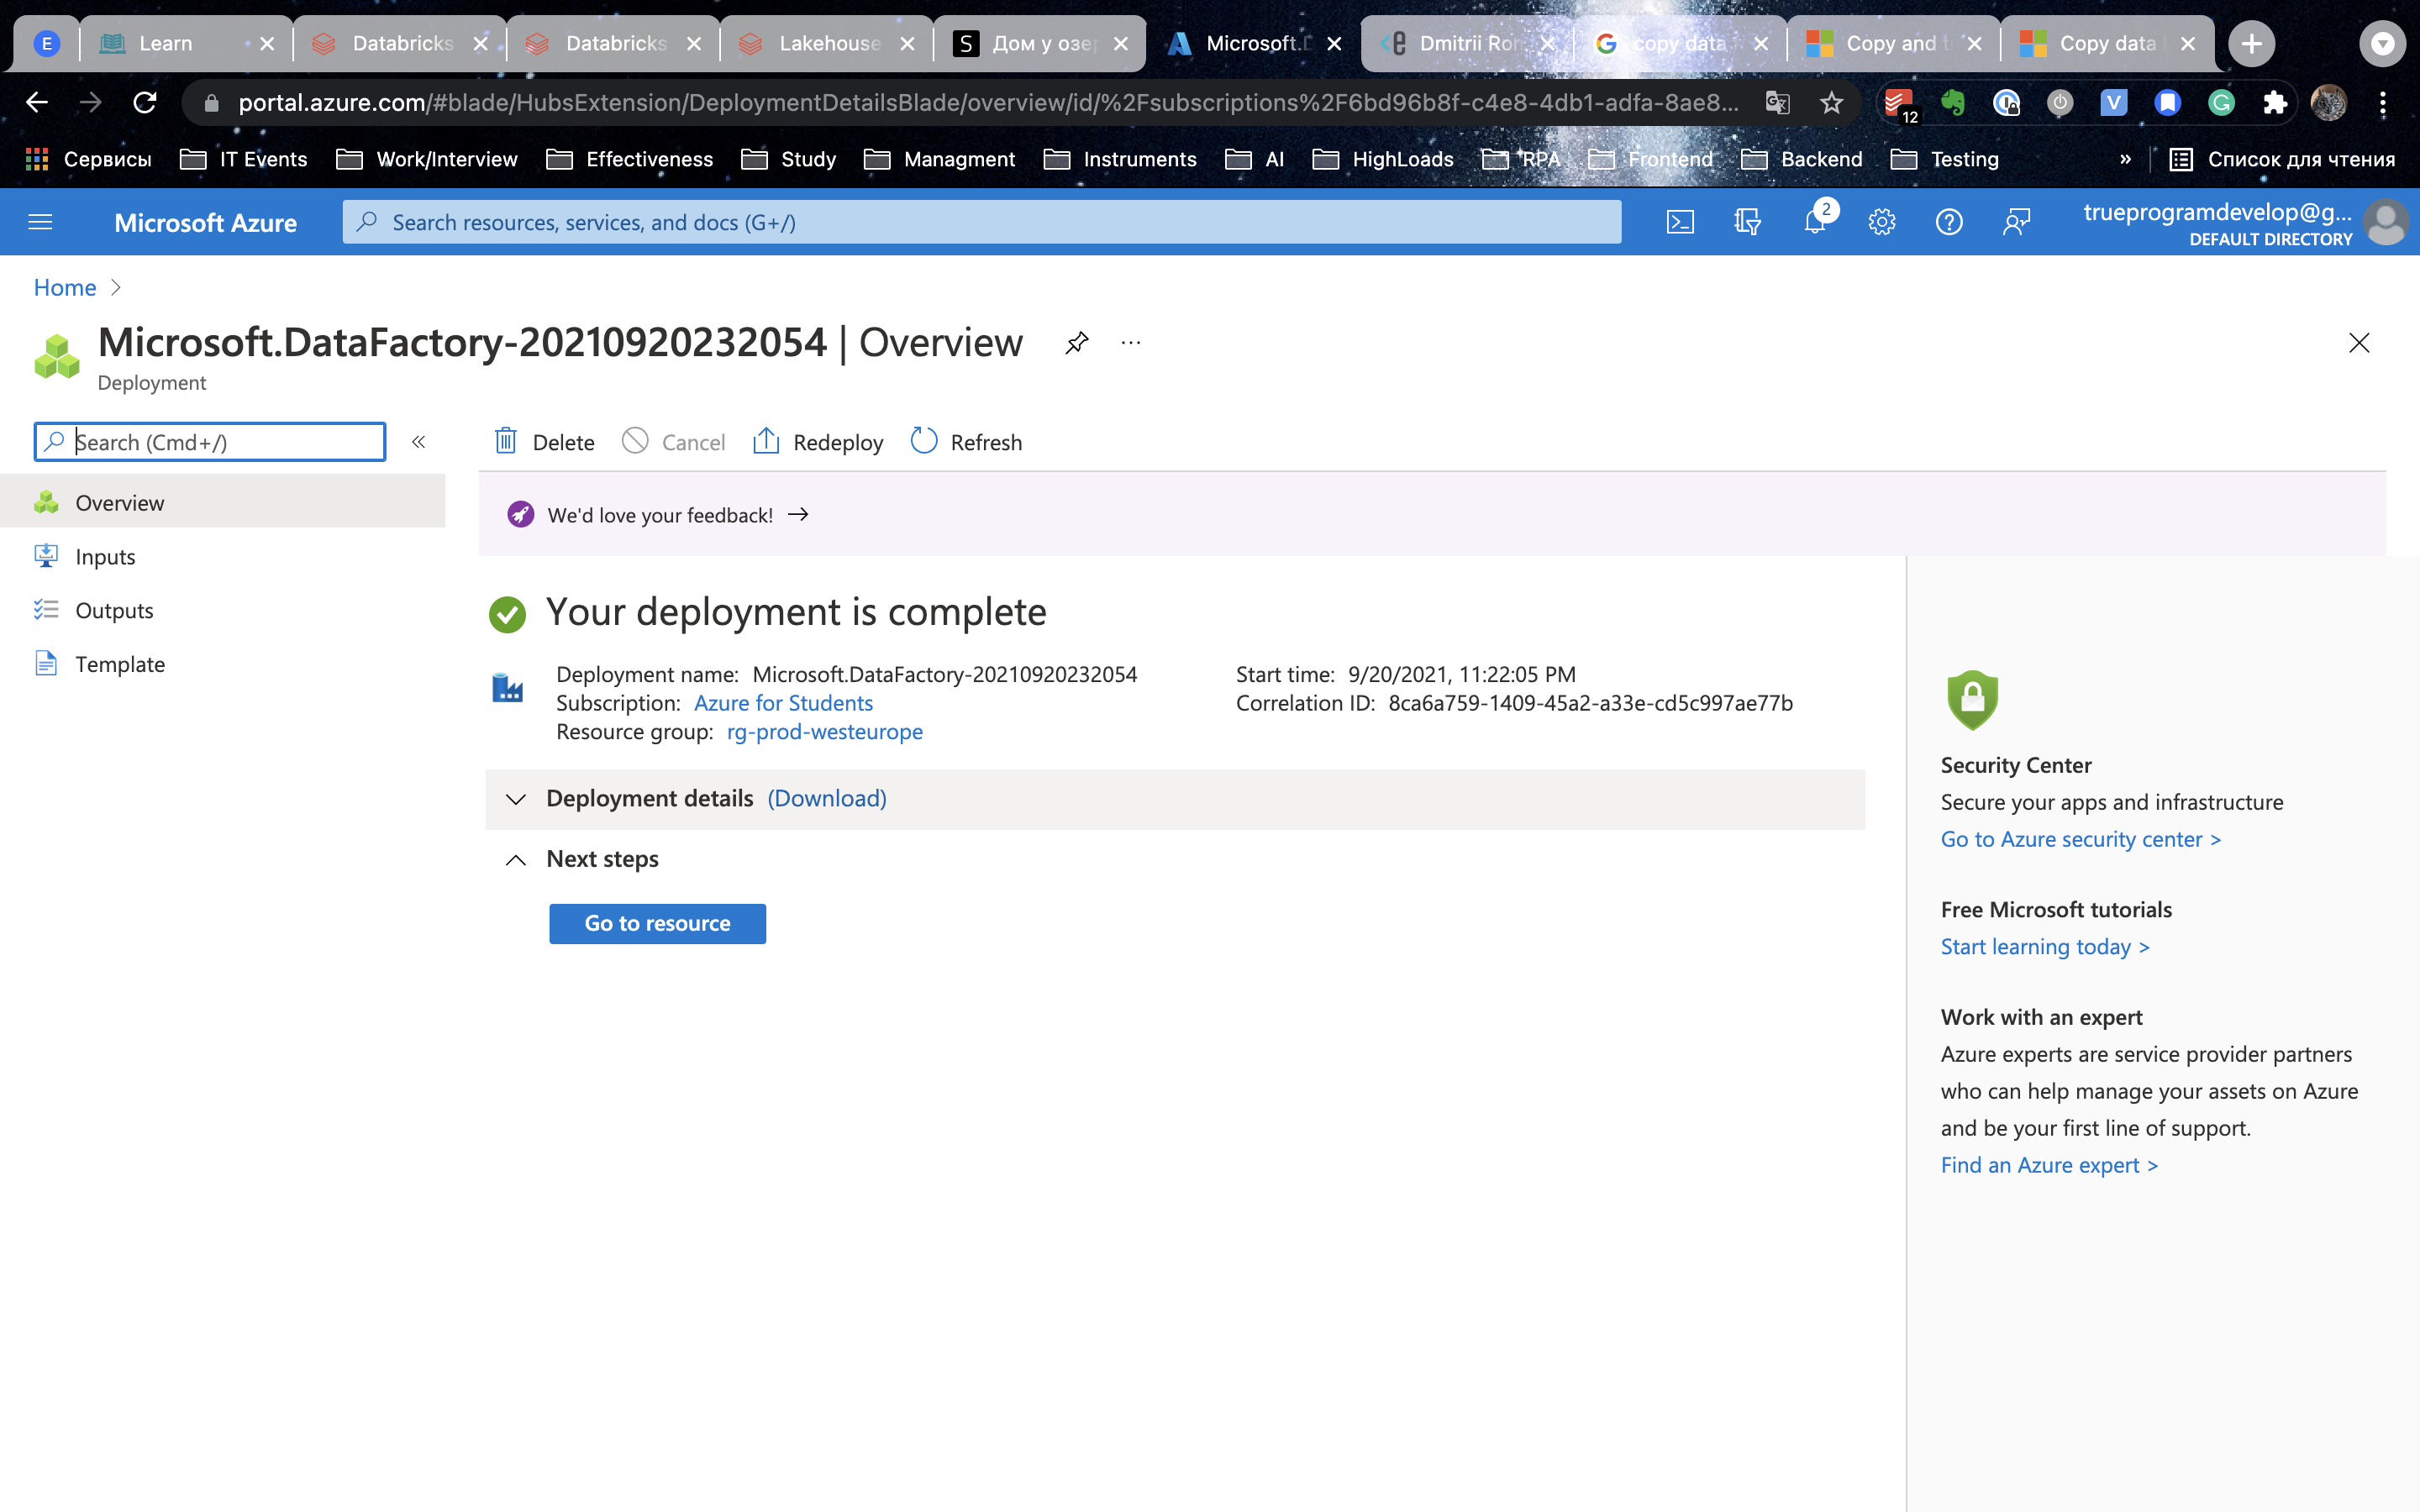 E
Learn
Databricks
Databricks
Lakehouse
S
Дом у озе
Microsoft.
Dmitrii Ro
copy data
Copy and t
Copy data
portal.azure.com/#blade/HubsExtension/DeploymentDetailsBlade/overview/id/%2Fsubscriptions%2F6bd96b8f-c4e8-4db1-adfa-8ae8...
12
Сервисы
IT Events
Work/Interview
Effectiveness
Study
Managment
Instruments
AI
HighLoads
RPA
Frontend
Backend
Testing
»
Список для чтения
Microsoft Azure
Search resources, services, and docs (G+/)
2
trueprogramdevelop@g...
DEFAULT DIRECTORY
Home
Microsoft.DataFactory-20210920232054 | Overview
Deployment
Search (Cmd+/)
«
Delete
Cancel
Redeploy
Refresh
Overview
Inputs
Outputs
Template
We'd love your feedback! →
Your deployment is complete
Deployment name: Microsoft.DataFactory-20210920232054
Subscription: Azure for Students
Resource group: rg-prod-westeurope
Start time: 9/20/2021, 11:22:05 PM
Correlation ID: 8ca6a759-1409-45a2-a33e-cd5c997ae77b
Deployment details (Download)
Next steps
Go to resource
Security Center
Secure your apps and infrastructure
Go to Azure security center >
Free Microsoft tutorials
Start learning today >
Work with an expert
Azure experts are service provider partners
who can help manage your assets on Azure
and be your first line of support.
Find an Azure expert >